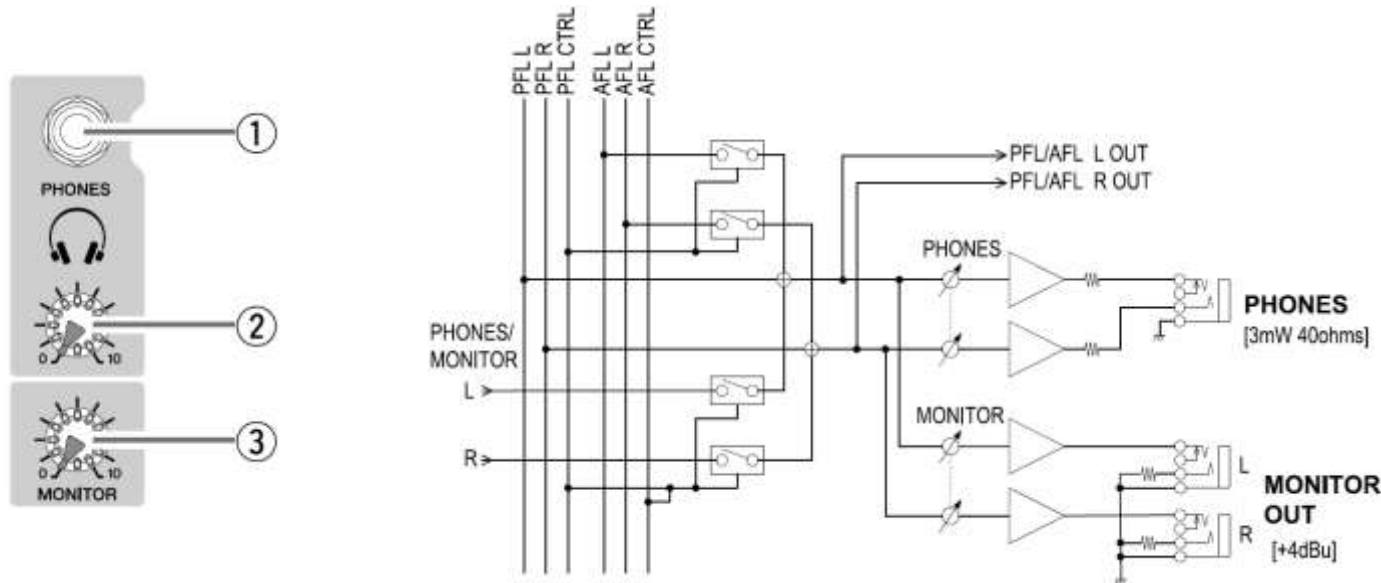 ①
PHONES
②
0 10
③
0 10
MONITOR
PFL L
PFL R
PFL CTRL
AFL L
AFL R
AFL CTRL
PFL/AFL L OUT
PFL/AFL R OUT
PHONES
PHONES
[3mW 40ohms]
PHONES/
MONITOR
L
R
MONITOR
L
R
MONITOR
OUT
[+4dBu]